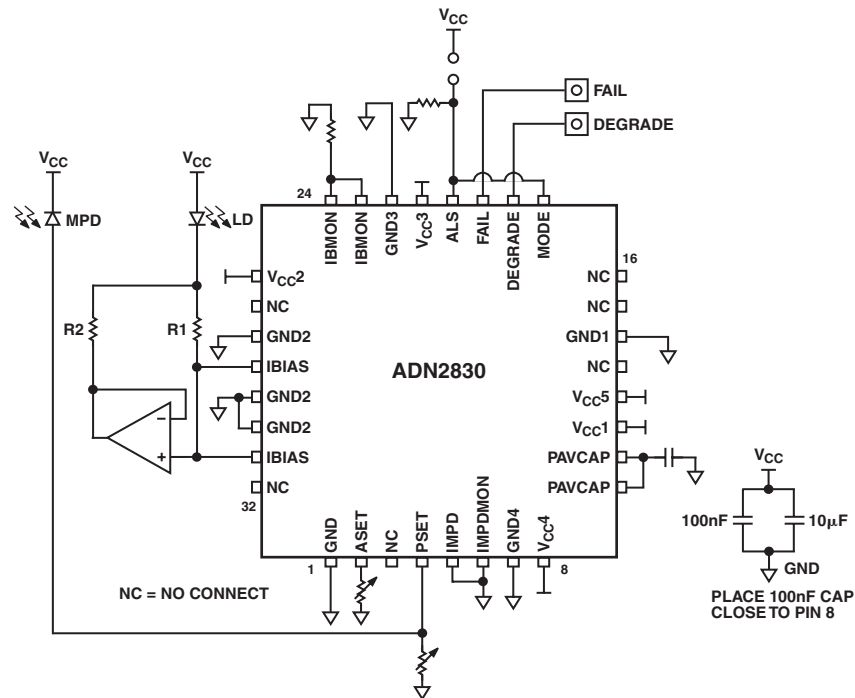 VCC
FAIL
DEGRADE
VCC
VCC
MPD
LD
24
IBMON
IBMON
GND3
VCC3
ALS
FAIL
DEGRADE
MODE
16
VCC2
NC
GND2
IBIAS
GND2
GND2
IBIAS
NC
32
R2
R1
−
+
ADN2830
NC
NC
GND1
NC
VCC5
VCC1
PAVCAP
PAVCAP
1
GND
ASET
NC
PSET
IMPD
IMPDMON
GND4
VCC4
8
NC = NO CONNECT
VCC
100nF
10μF
GND
PLACE 100nF CAP
CLOSE TO PIN 8